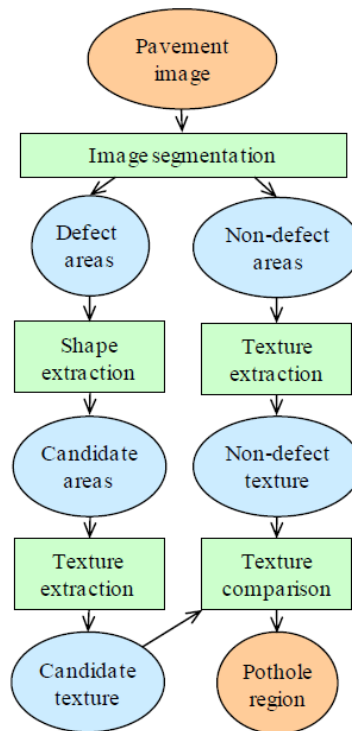 Pavement
image
Image segmentation
Defect
areas
Non-defect
areas
Shape
extraction
Texture
extraction
Candidate
areas
Non-defect
texture
Texture
extraction
Texture
comparison
Candidate
texture
Pothole
region